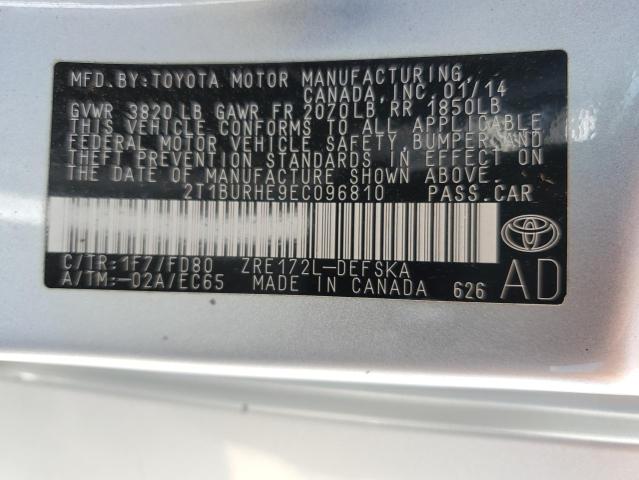 MFD. BY: TOYOTA MOTOR MANUFACTURING,
CANADA, INC. 01/14
GVWR 3820LB GAWR FR 2070LB RR 1850LB
THIS VEHICLE CONFORMS TO ALL APPLICABLE
FEDERAL MOTOR VEHICLE SAFETY, BUMPER, AND
THEFT PREVENTION STANDARDS IN EFFECT ON
THE DATE OF MANUFACTURE SHOWN ABOVE.
2T1BURHE9EC096810 PASS.CAR
C/TR:1F7/FD80 ZRE172L-DEFSKA
A/TM:-02A/EC65 MADE IN CANADA 626 AD